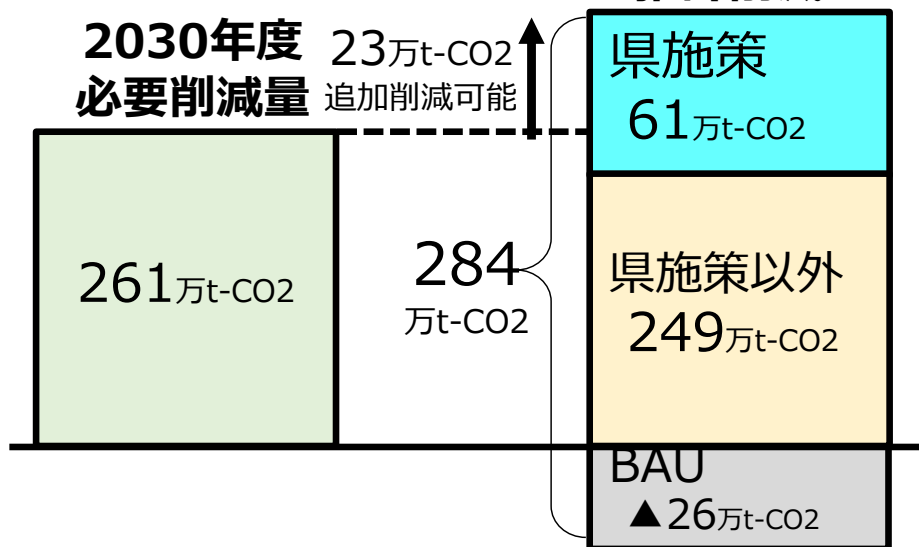 2030年度
必要削減量
23万t-CO2
追加削減可能
261万t-CO2
284
万t-CO2
県施策
61万t-CO2
県施策以外
249万t-CO2
BAU
▲26万t-CO2